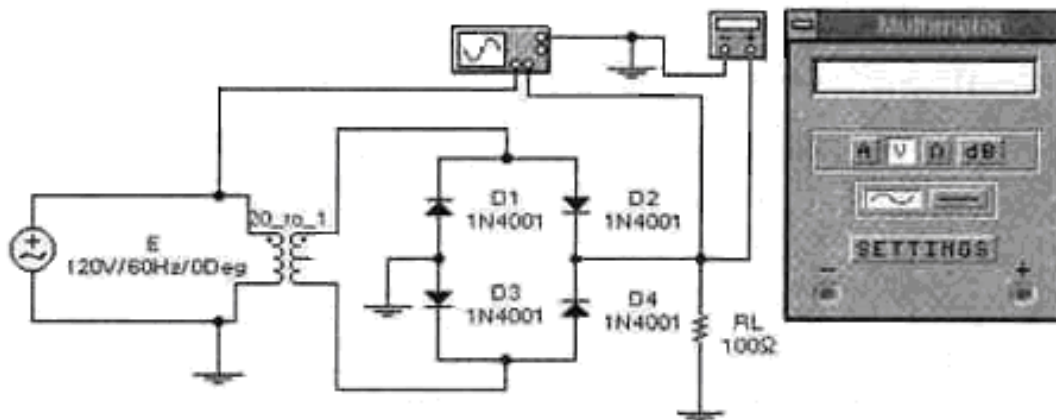 Multimeter
A V Ω dB
SETTINGS
- +
- +
20_to_1
E
120V/60Hz/0Deg
D1
1N4001
D2
1N4001
D3
1N4001
D4
1N4001
RL
100Ω